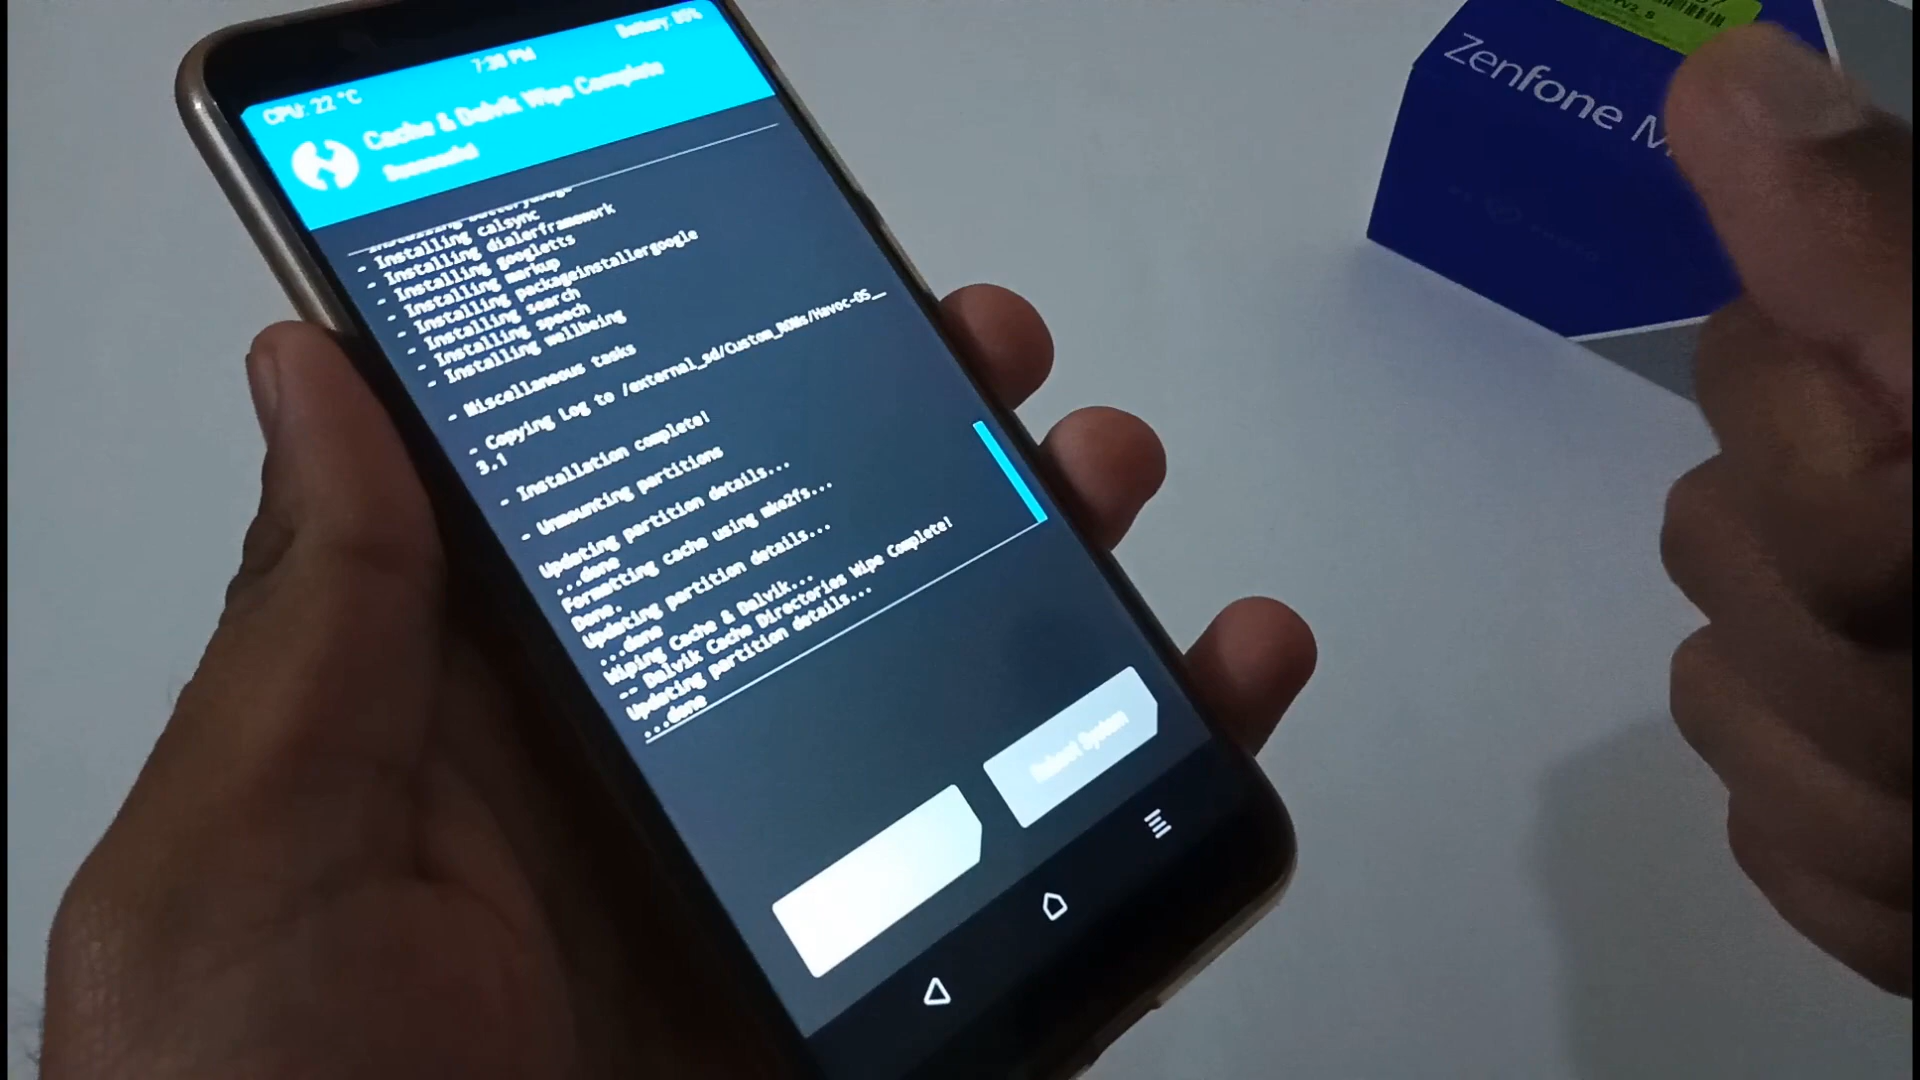 7:38 PM
CPU: 22 °C
Cache & Dalvik Wipe Complete
Successful
- Installing calsync
- Installing dialerframework
- Installing googletts
- Installing markup
- Installing packageinstallergoogle
- Installing search
- Installing speech
- Installing wellbeing
- Miscellaneous tasks
- Copying Log to /external_sd/Custom_ROMs/Havoc-OS__
3.1
- Installation complete!
- Unmounting partitions
Updating partition details...
...done
Formatting cache using mke2fs...
Done.
Updating partition details...
...done
Wiping Cache & Dalvik...
-- Dalvik Cache Directories Wipe Complete!
Updating partition details...
...done
Reboot System
Zenfone M